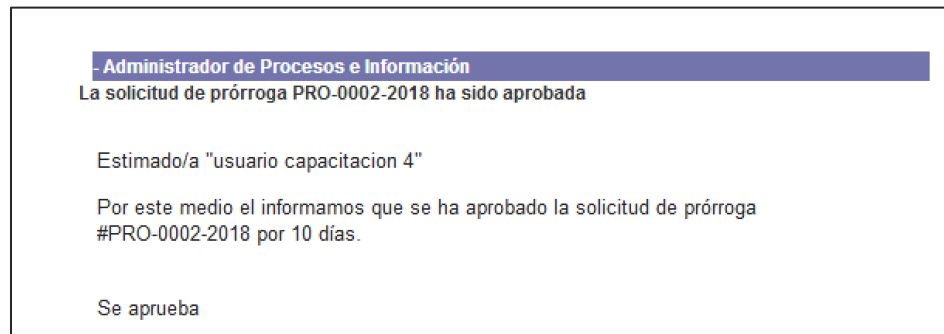 - Administrador de Procesos e Información
La solicitud de prórroga PRO-0002-2018 ha sido aprobada
Estimado/a "usuario capacitacion 4"
Por este medio el informamos que se ha aprobado la solicitud de prórroga
#PRO-0002-2018 por 10 días.
Se aprueba